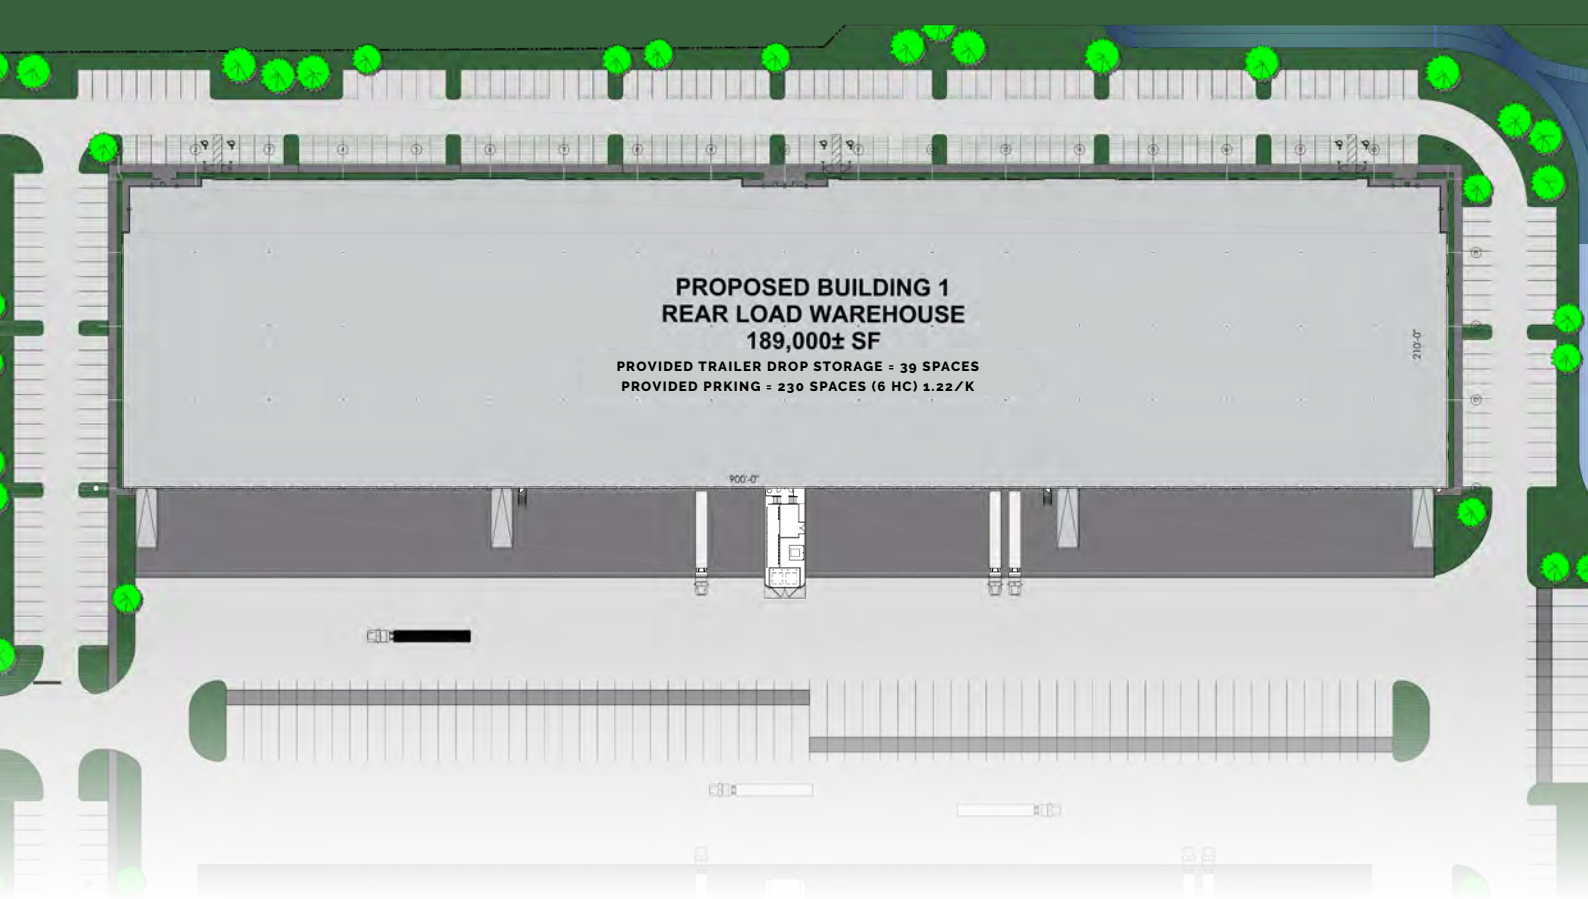 PROPOSED BUILDING 1
REAR LOAD WAREHOUSE
189,000± SF
PROVIDED TRAILER DROP STORAGE = 39 SPACES
PROVIDED PRKING = 230 SPACES (6 HC) 1.22/K
210'-0"
900'-0"